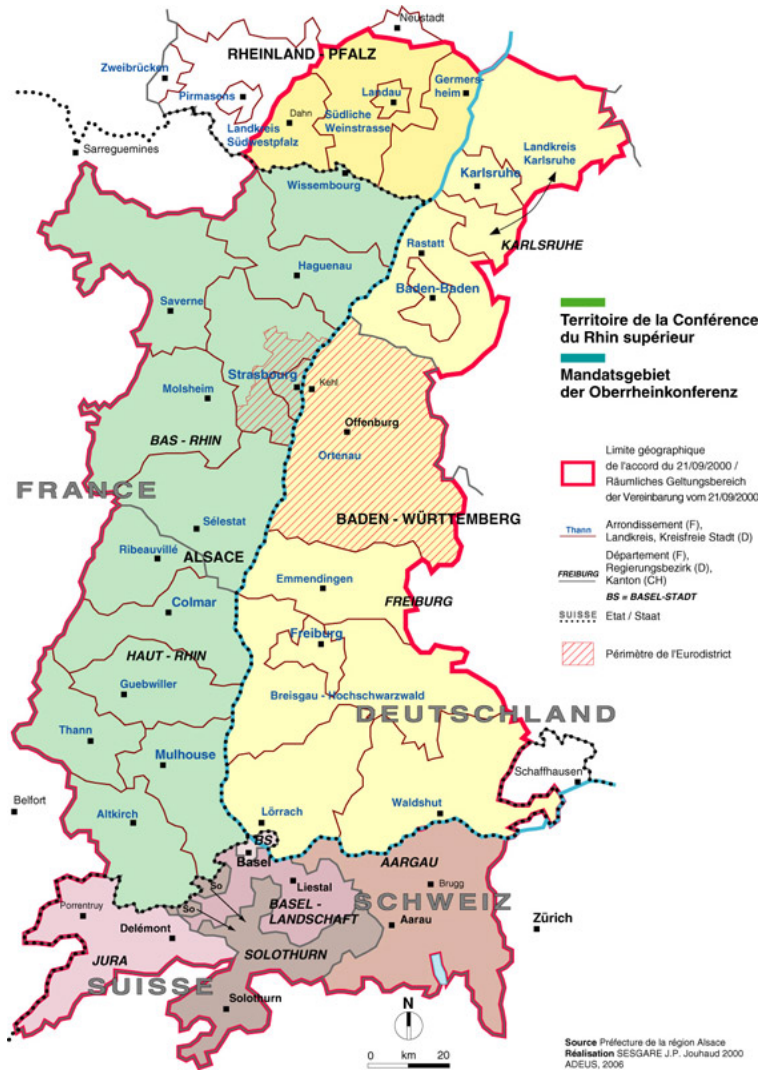 Neustadt
RHEINLAND - PFALZ
Zweibrücken
Pirmasens
Landau
Germers-
heim
Dahn
Südliche
Weinstrasse
Landkreis
Südwestpfalz
Landkreis
Karlsruhe
Sarreguemines
Wissembourg
Karlsruhe
KARLSRUHE
Rastatt
Haguenau
Baden-Baden
Saverne
Strasbourg
Kehl
Molsheim
Offenburg
BAS - RHIN
Ortenau
FRANCE
BADEN - WÜRTTEMBERG
Sélestat
Ribeauvillé
ALSACE
Emmendingen
Colmar
FREIBURG
Freiburg
HAUT - RHIN
Guebwiller
Breisgau - Hochschwarzwald
DEUTSCHLAND
Thann
Mulhouse
Schaffhausen
Belfort
Altkirch
Lörrach
Waldshut
BS
Basel
AARGAU
So
Liestal
Brugg
SCHWEIZ
Porrentruy
So
BASEL -
LANDSCHAFT
Delémont
Aarau
Zürich
JURA
SOLOTHURN
SUISSE
Solothurn
N
0 km 20
Territoire de la Conférence
du Rhin supérieur
Mandatsgebiet
der Oberrheinkonferenz
Limite géographique
de l'accord du 21/09/2000 /
Räumliches Geltungsbereich
der Vereinbarung vom 21/09/2000
Thann
Arrondissement (F),
Landkreis, Kreisfreie Stadt (D)
FREIBURG
Département (F),
Regierungsbezirk (D),
Kanton (CH)
BS = BASEL-STADT
SUISSE
Etat / Staat
Périmètre de l'Eurodistrict
Source Préfecture de la région Alsace
Réalisation SESGARE J.P. Jouhaud 2000
ADEUS, 2006